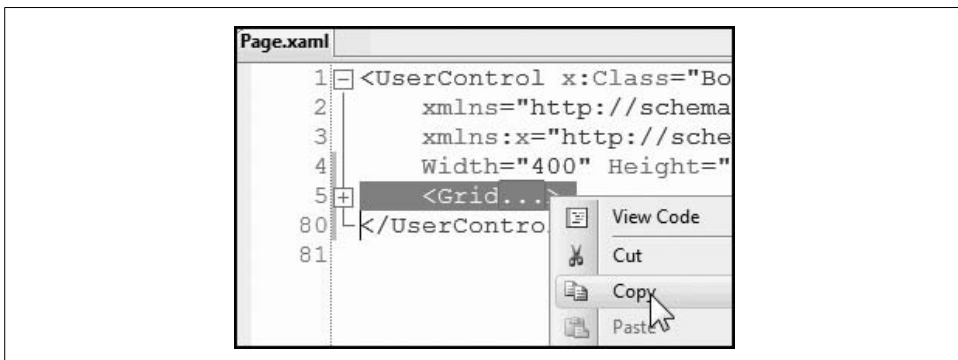 Page.xaml
1 <UserControl x:Class="Bo
2 xmlns="http://schema
3 xmlns:x="http://sche
4 Width="400" Height="
5 <Grid...>
80 </UserContro
81
View Code
Cut
Copy
Paste